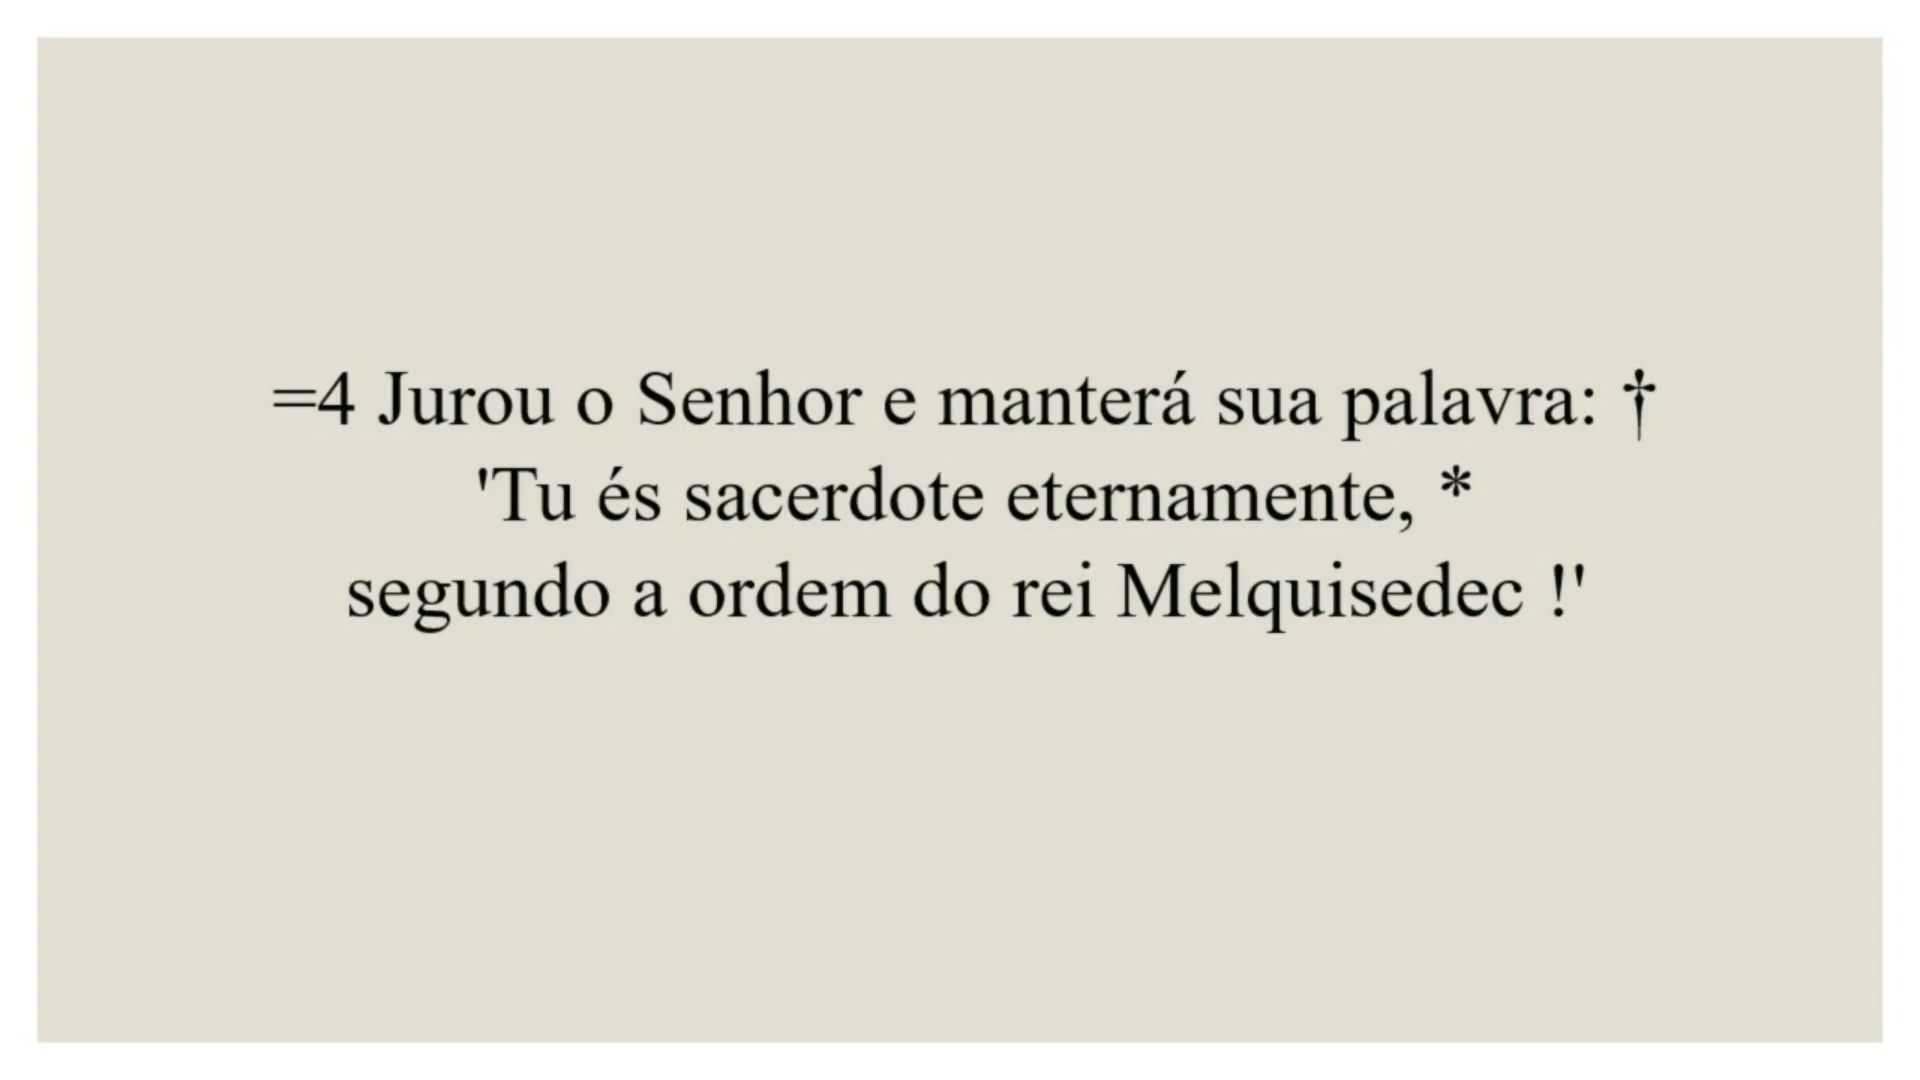 =4 Jurou o Senhor e manterá sua palavra: †
'Tu és sacerdote eternamente, *
segundo a ordem do rei Melquisedec !'